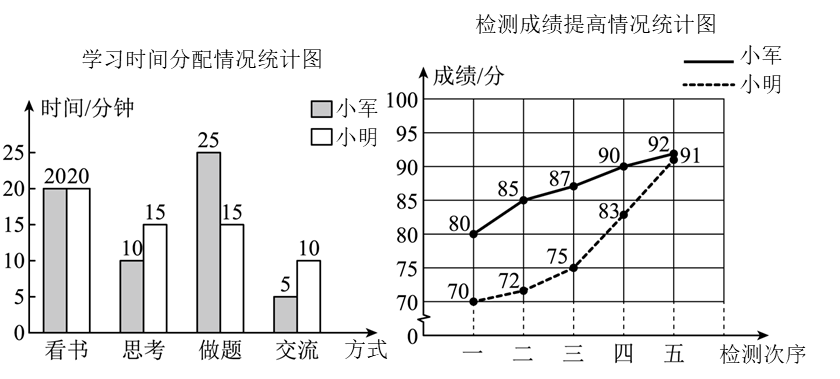 学习时间分配情况统计图
时间/分钟
小军
小明
25
20
15
10
5
0
20 20
10 15
25 15
5 10
看书 思考 做题 交流 方式
检测成绩提高情况统计图
小军
小明
成绩/分
100
95
90
85
80
75
70
0
80 85 87 90 92
70 72 75 83 91
一 二 三 四 五 检测次序